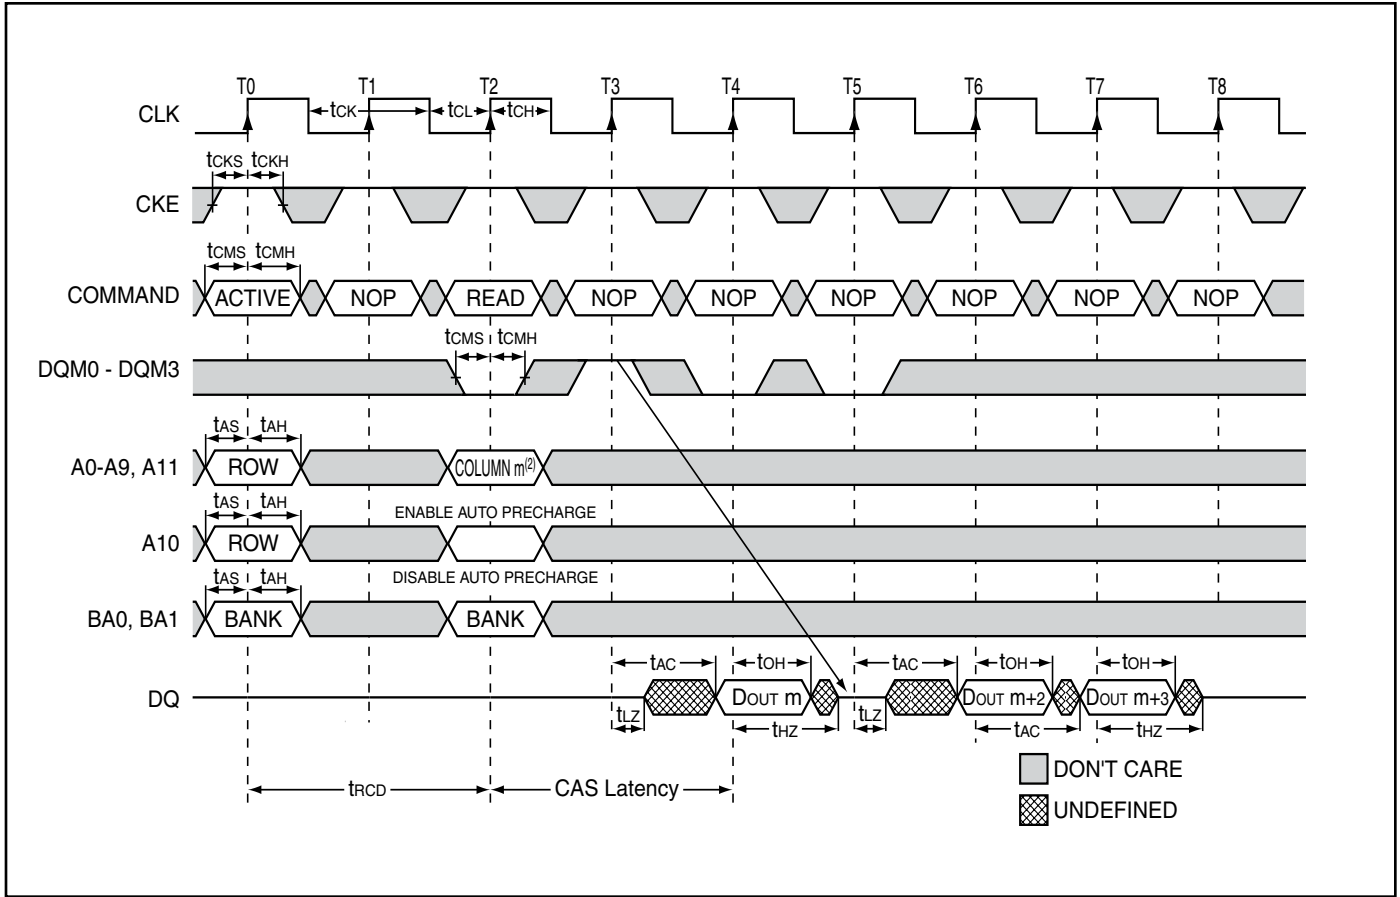 T0 T1 T2 T3 T4 T5 T6 T7 T8
CLK tCK tCL tCH
tCKS tCKH
CKE
tCMS tCMH
COMMAND ACTIVE NOP READ NOP NOP NOP NOP NOP NOP
tCMS tCMH
DQM0 - DQM3
tAS tAH
A0-A9, A11 ROW COLUMN m(2)
tAS tAH ENABLE AUTO PRECHARGE
A10 ROW
tAS tAH DISABLE AUTO PRECHARGE
BA0, BA1 BANK BANK
tAC tOH tAC tOH tOH
DQ DOUT m DOUT m+2 DOUT m+3
tLZ tHZ tLZ tAC tHZ
DON'T CARE
tRCD CAS Latency
UNDEFINED